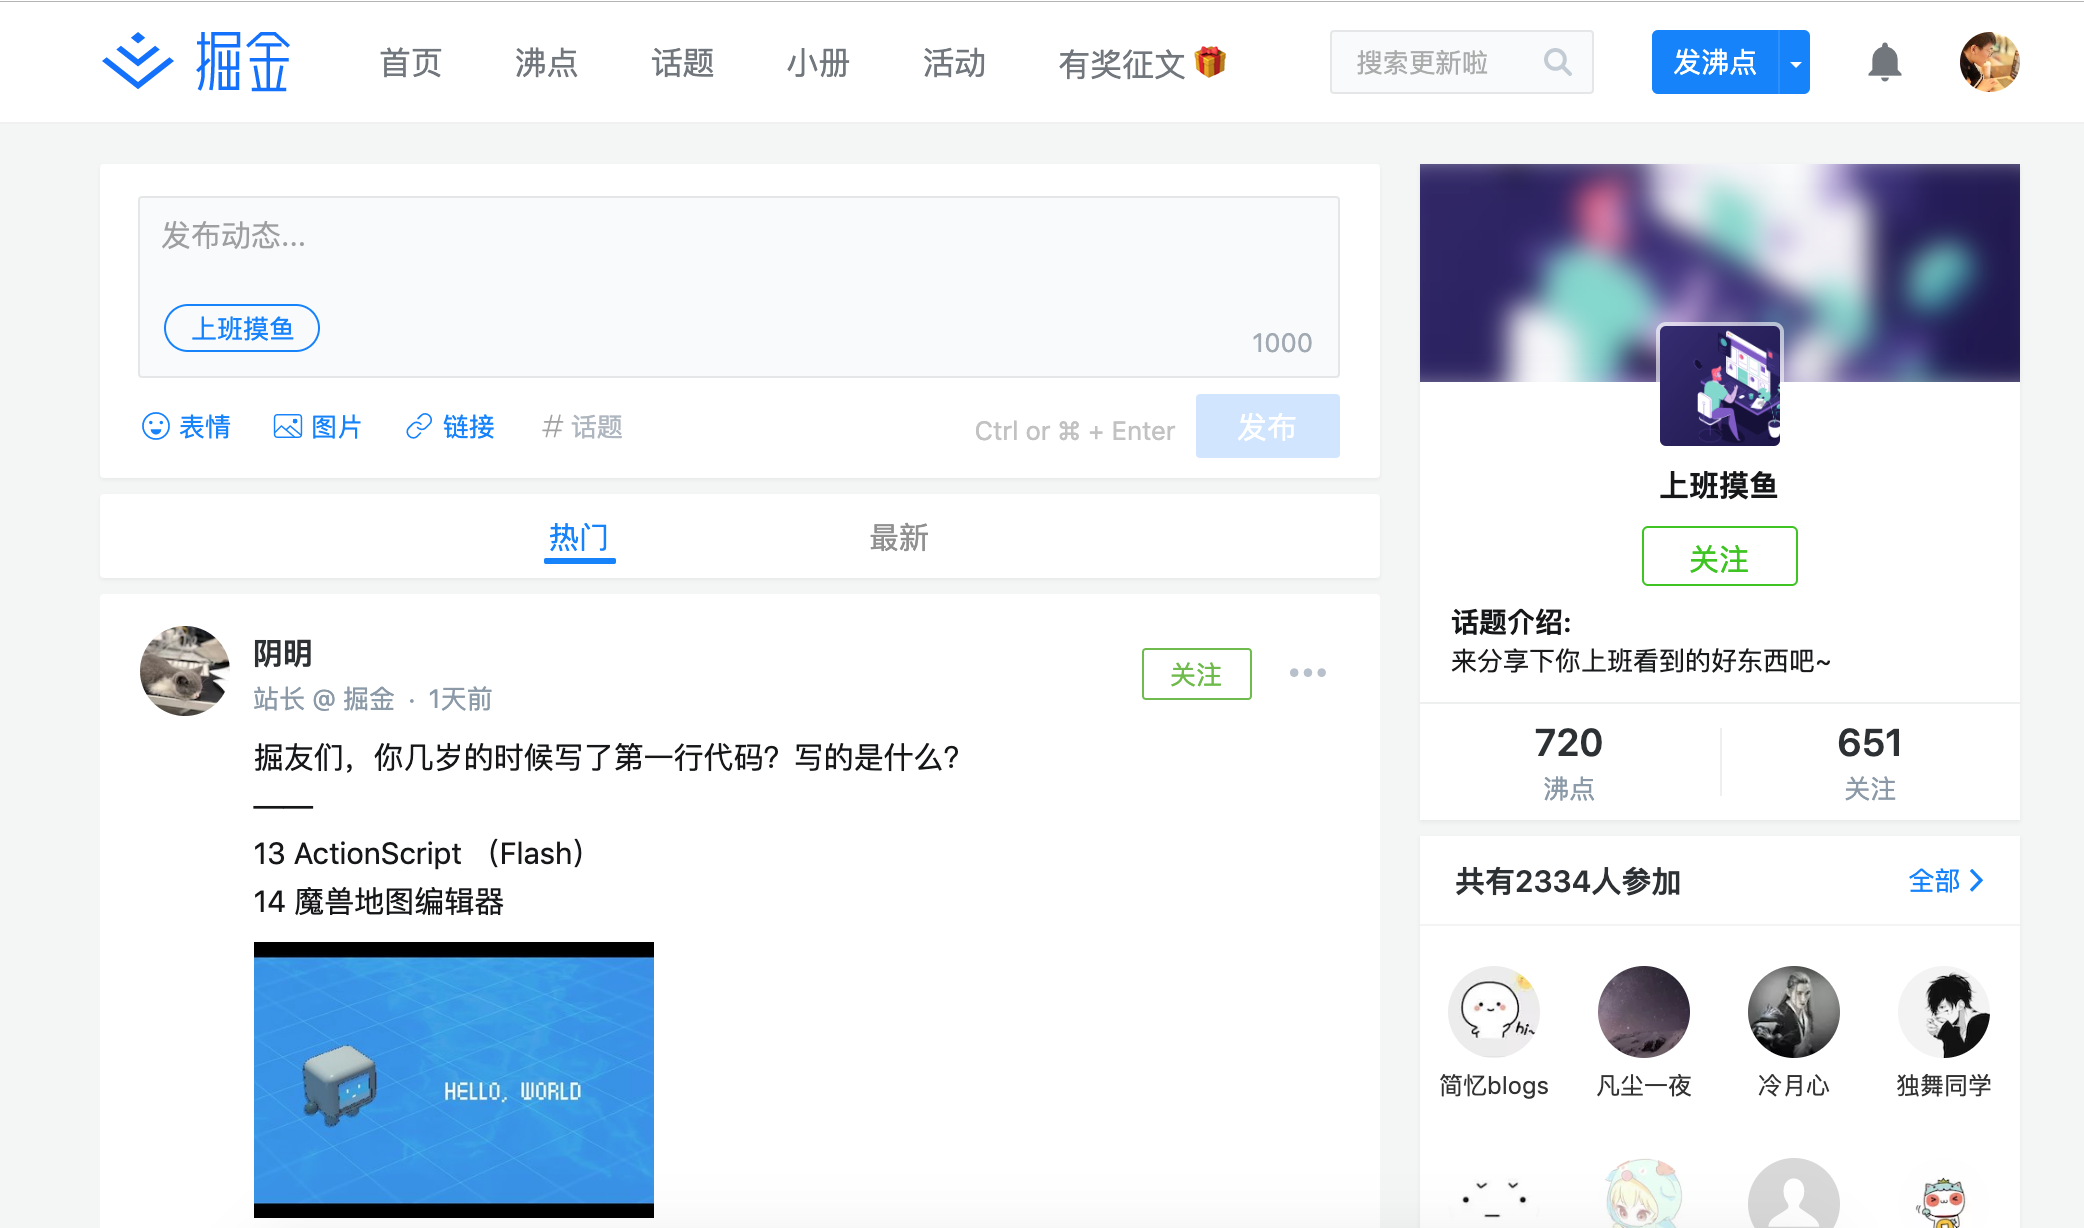 掘金 首页 沸点 话题 小册 活动 有奖征文 搜索更新啦 发沸点
发布动态...
上班摸鱼
1000
表情 图片 链接 # 话题 Ctrl or ⌘ + Enter 发布
热门 最新
阴明
站长 @ 掘金 · 1天前
关注
掘友们，你几岁的时候写了第一行代码？写的是什么？
——
13 ActionScript （Flash）
14 魔兽地图编辑器
HELLO, WORLD
上班摸鱼
关注
话题介绍:
来分享下你上班看到的好东西吧~
720 651
沸点 关注
共有2334人参加 全部
hi~
简忆blogs 凡尘一夜 冷月心 独舞同学